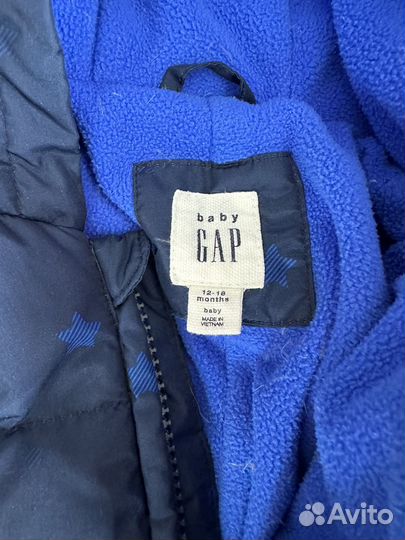 baby
GAP
12-18
months
baby
MADE IN
VIETNAM
Avito